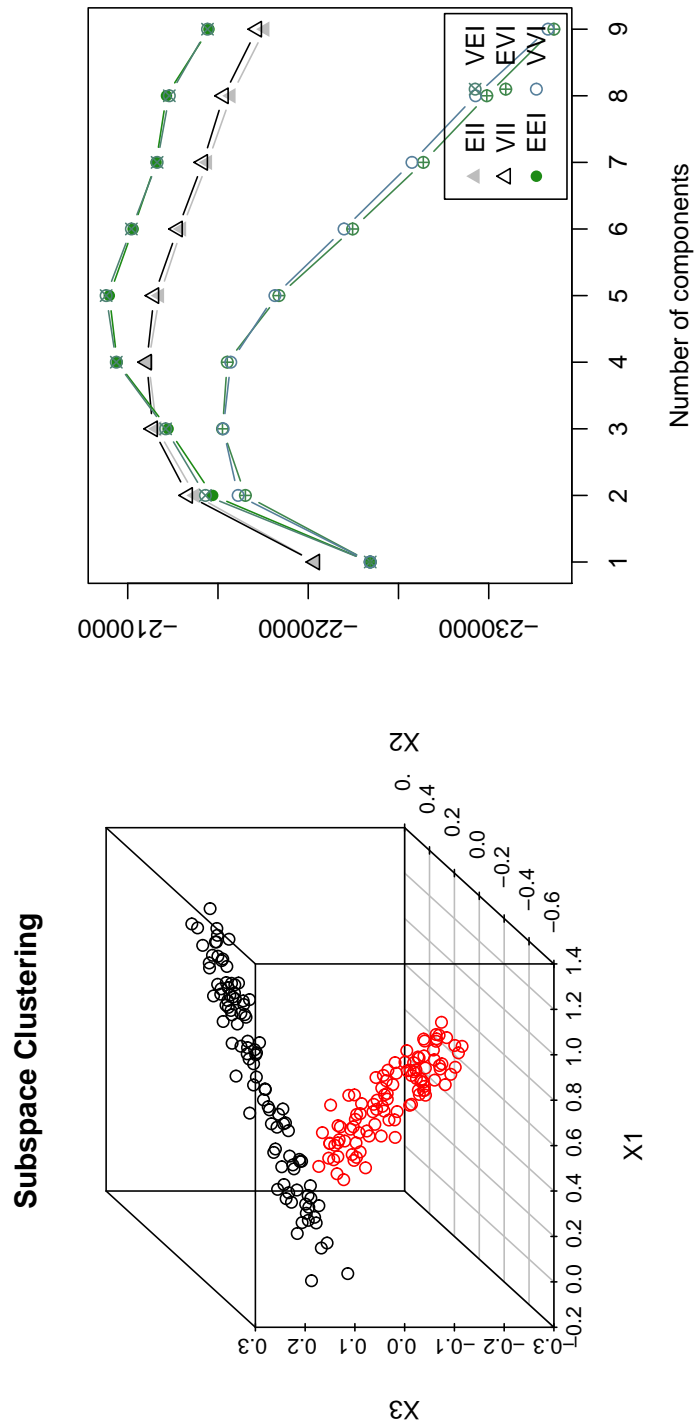 Subspace Clustering
0.3
0.2
0.1
0.0
−0.1
−0.2
−0.3
X3
−0.2
0.0
0.2
0.4
0.6
0.8
1.0
1.2
1.4
X1
−0.6
−0.4
−0.2
0.0
0.2
0.4
0.
X2
−210000
−220000
−230000
1 2 3 4 5 6 7 8 9
Number of components
EII VEI
VII EVI
EEI VVI